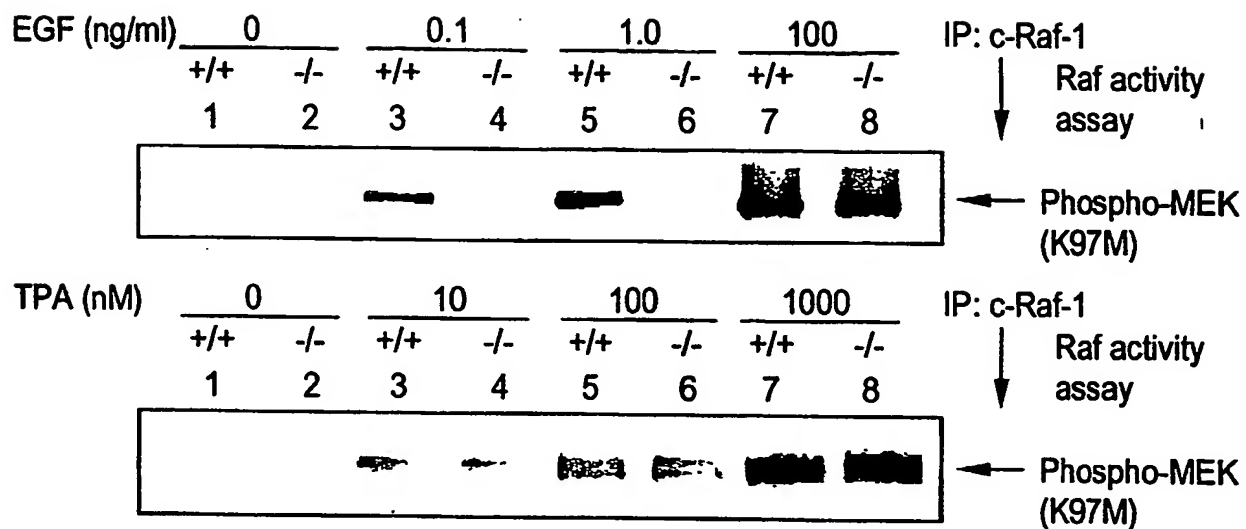 EGF (ng/ml) 0 0.1 1.0 100 IP: c-Raf-1
+/+ -/- +/+ -/- +/+ -/- +/+ -/- Raf activity
1 2 3 4 5 6 7 8 assay
Phospho-MEK
(K97M)
TPA (nM) 0 10 100 1000 IP: c-Raf-1
+/+ -/- +/+ -/- +/+ -/- +/+ -/- Raf activity
1 2 3 4 5 6 7 8 assay
Phospho-MEK
(K97M)